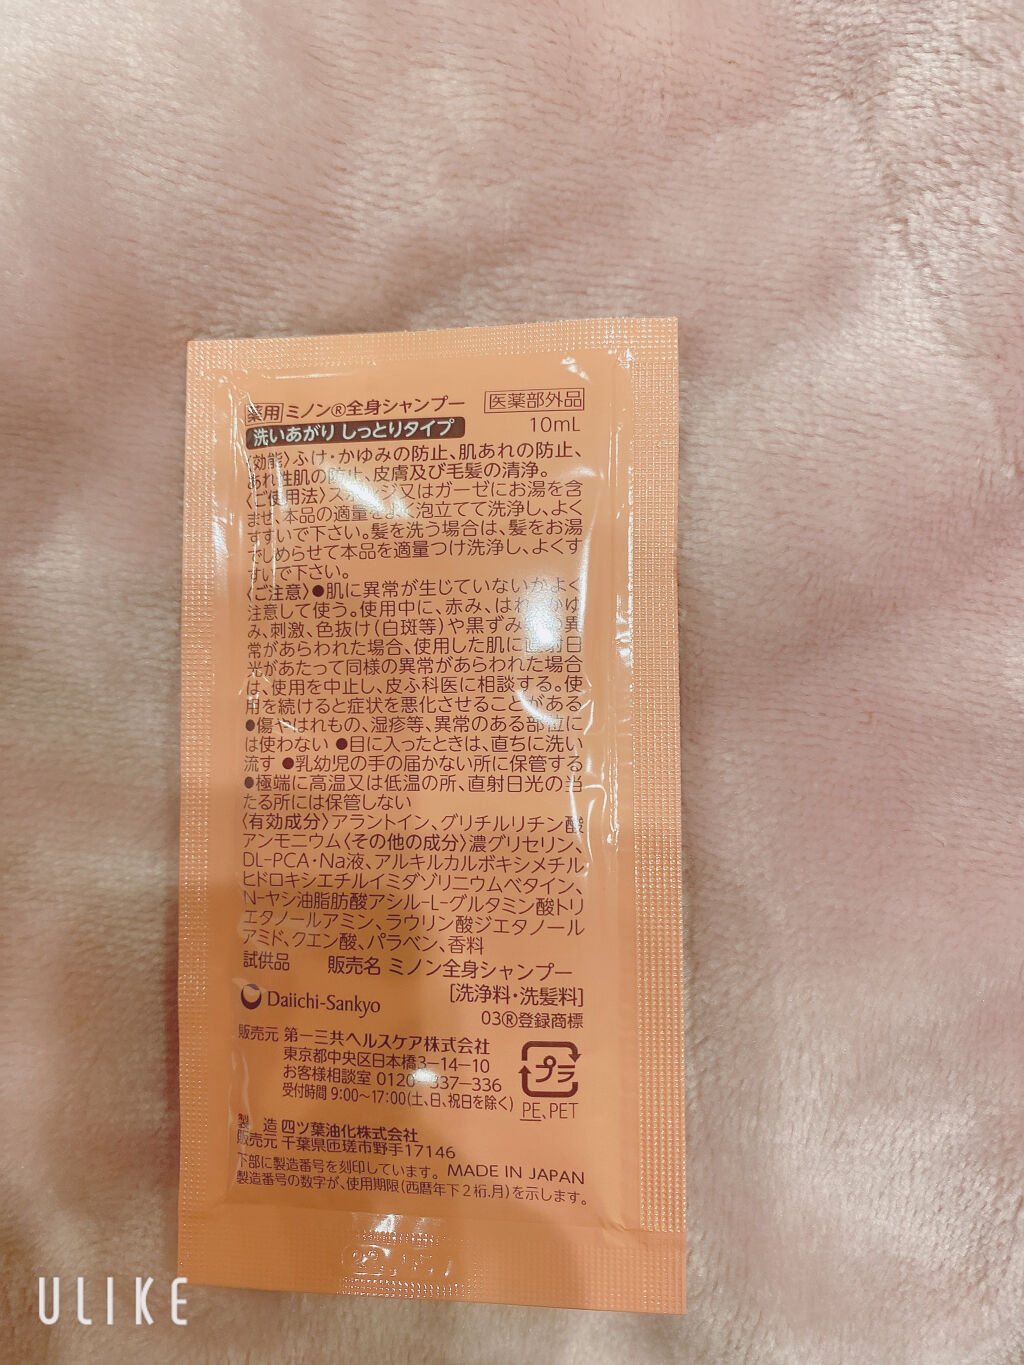 薬用 ミノン®全身シャンプー 医薬部外品
洗いあがり しっとりタイプ 10mL
〈効能〉ふけ・かゆみの防止、肌あれの防止、
あれ性肌の防止、皮膚及び毛髪の清浄。
〈ご使用法〉スポンジ又はガーゼにお湯を含
ませ、本品の適量をよく泡立てて洗浄し、よく
すすいで下さい。髪を洗う場合は、髪をお湯
でしめらせて本品を適量つけ洗浄し、よくす
すいで下さい。
〈ご注意〉●肌に異常が生じていないかよく
注意して使う。使用中に、赤み、はれ、かゆ
み、刺激、色抜け(白斑等)や黒ずみ等の異
常があらわれた場合、使用した肌に直射日
光があたって同様の異常があらわれた場合
は、使用を中止し、皮ふ科医に相談する。使
用を続けると症状を悪化させることがある
●傷やはれもの、湿疹等、異常のある部位に
は使わない ●目に入ったときは、直ちに洗い
流す ●乳幼児の手の届かない所に保管する
●極端に高温又は低温の所、直射日光の当
たる所には保管しない
〈有効成分〉アラントイン、グリチルリチン酸
アンモニウム〈その他の成分〉濃グリセリン、
DL-PCA・Na液、アルキルカルボキシメチル
ヒドロキシエチルイミダゾリニウムベタイン、
N-ヤシ油脂肪酸アシル-L-グルタミン酸トリ
エタノールアミン、ラウリン酸ジエタノール
アミド、クエン酸、パラベン、香料
試供品 販売名 ミノン全身シャンプー
[洗浄料・洗髪料]
Daiichi-Sankyo
03®登録商標
販売元 第一三共ヘルスケア株式会社
東京都中央区日本橋3-14-10
お客様相談室 0120-337-336
受付時間 9:00〜17:00(土、日、祝日を除く)
プラ
PE、PET
製 造 四ツ葉油化株式会社
販売元 千葉県匝瑳市野手17146
下部に製造番号を刻印しています。 MADE IN JAPAN
製造番号の数字が、使用期限(西暦年下2桁.月)を示します。
ULIKE